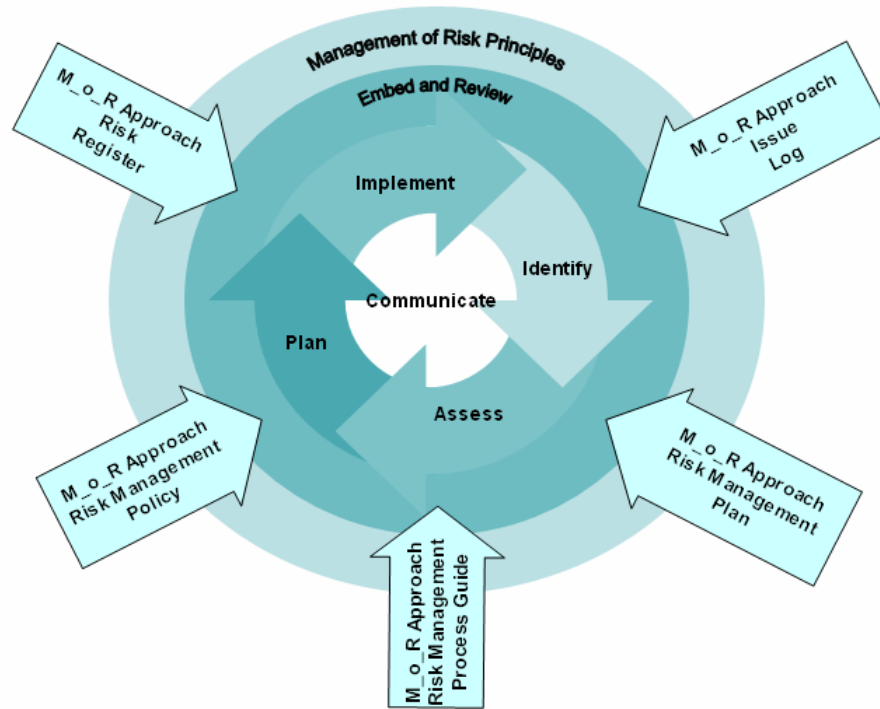 Management of Risk Principles
Embed and Review
M_o_R Approach
Risk
Register
M_o_R Approach
Issue
Log
Implement
Identify
Communicate
Plan
Assess
M_o_R Approach
Risk Management
Policy
M_o_R Approach
Risk Management
Plan
M_o_R Approach
Risk Management
Process Guide